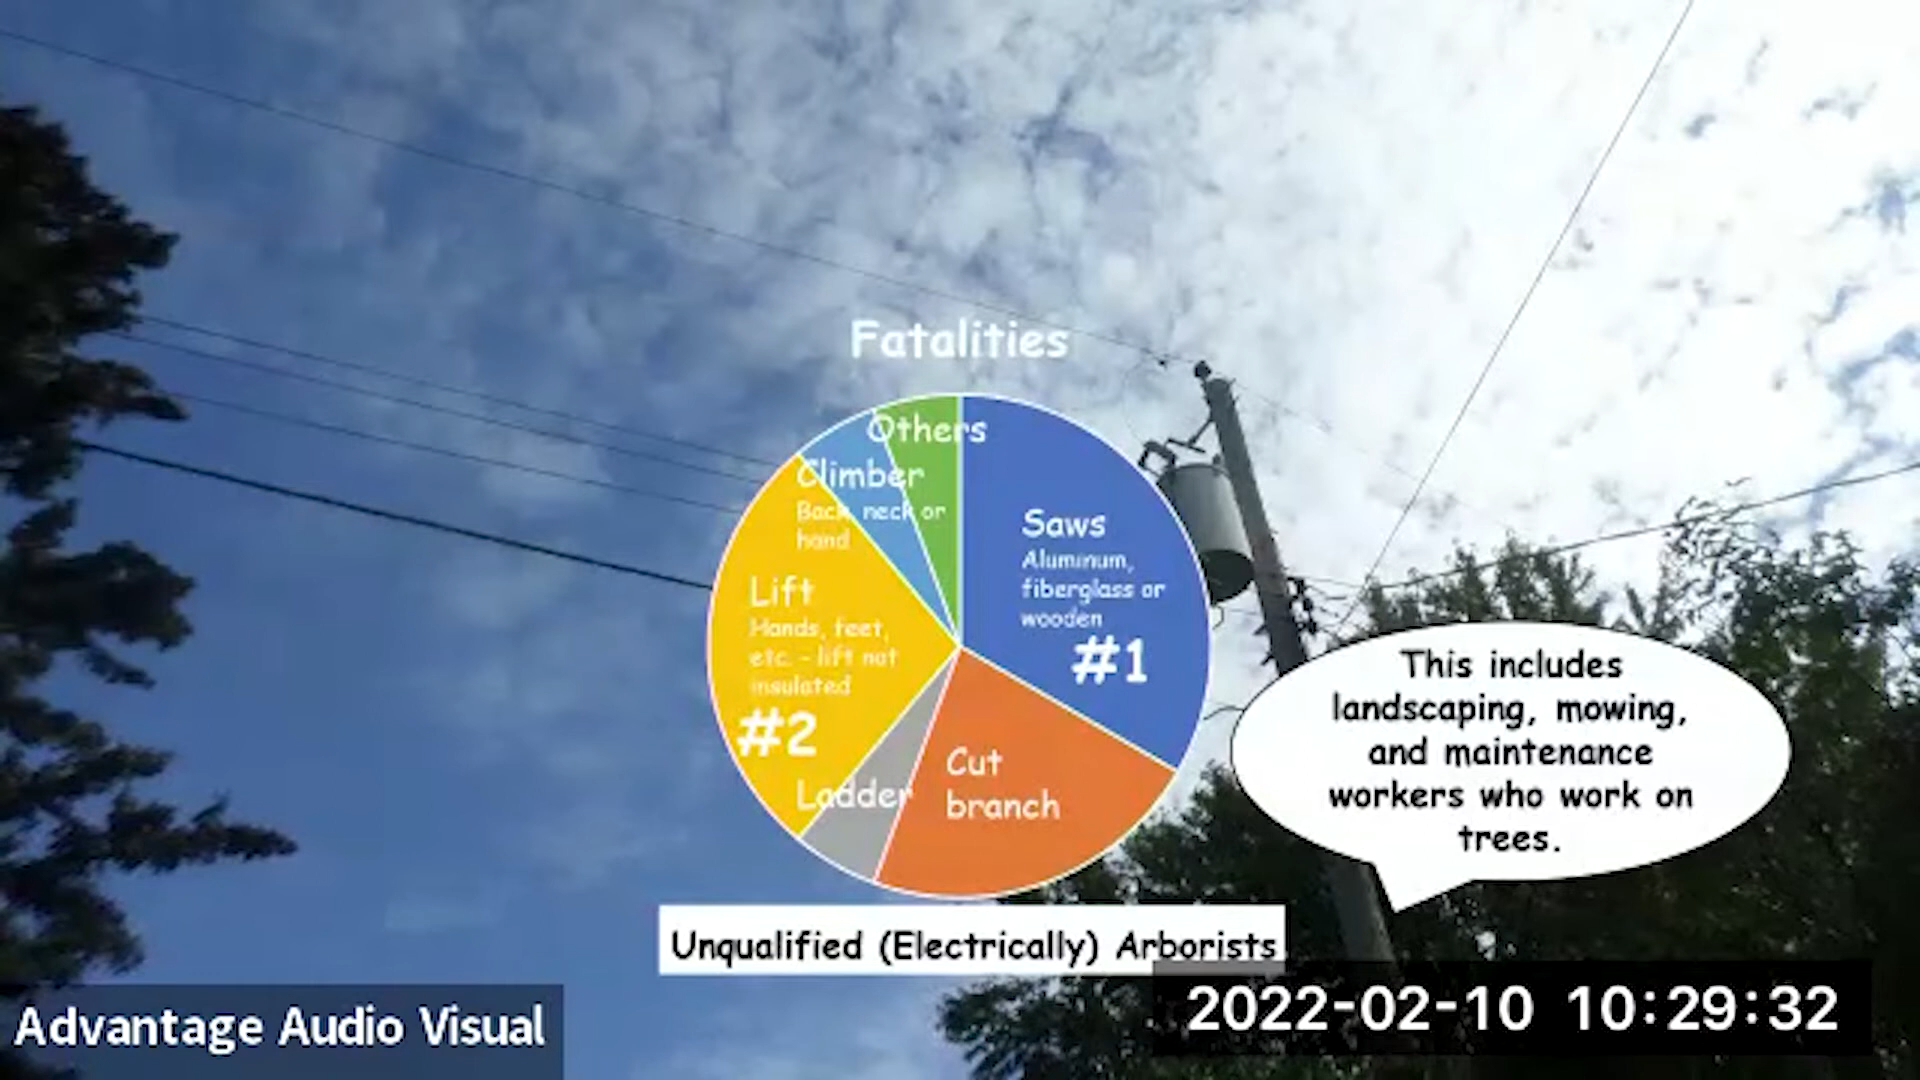 Fatalities
Others
Climber
Back, neck or
hand
Saws
Aluminum,
fiberglass or
wooden
#1
Lift
Hands, feet,
etc. - lift not
insulated
#2
Ladder
Cut
branch
This includes
landscaping, mowing,
and maintenance
workers who work on
trees.
Unqualified (Electrically) Arborists
Advantage Audio Visual
2022-02-10 10:29:32